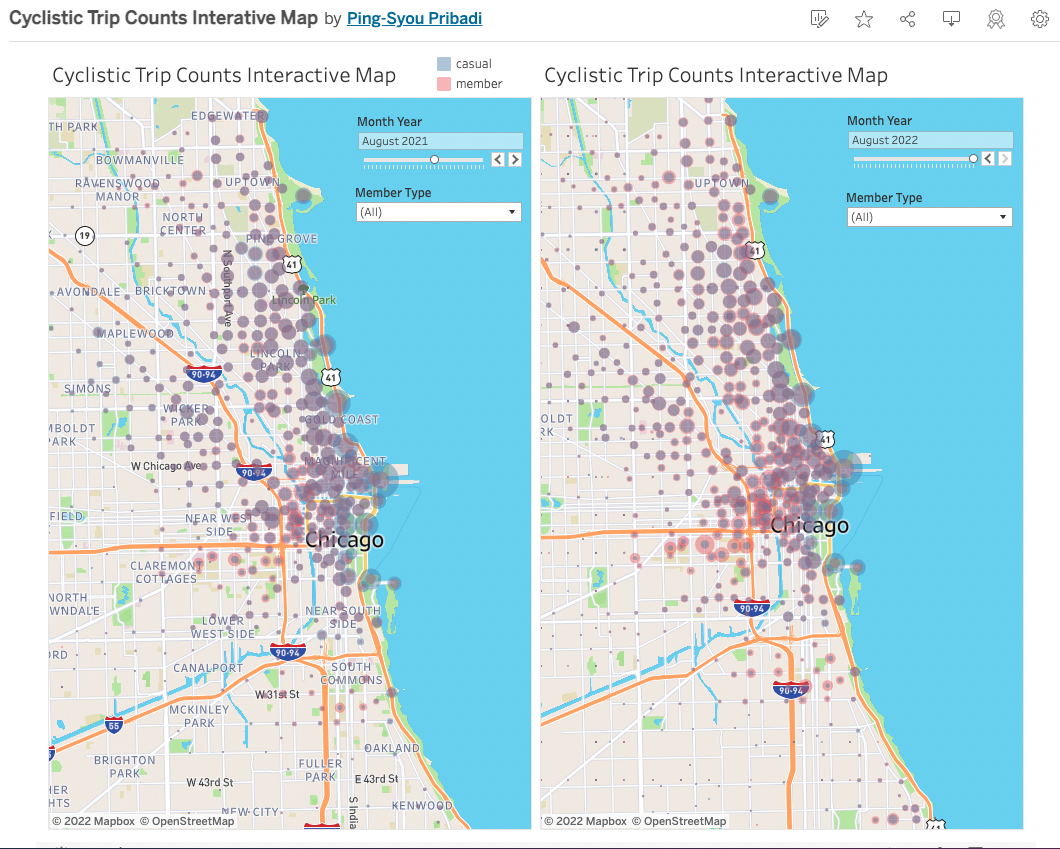 Cyclistic Trip Counts Interative Map by Ping-Syou Pribadi
Cyclistic Trip Counts Interactive Map
casual
member
EDGEWATER
TH PARK
BOWMANVILLE
RAVENSWOOD
MANOR
UPTOWN
NORTH
CENTER
19
PINE GROVE
N Southport Ave
41
AVONDALE
BRICKTOWN
Lincoln Park
MAPLEWOOD
LINCOLN
PARK
90-94
41
SIMONS
WICKER
PARK
GOLD COAST
MBOLDT
PARK
W Chicago Ave
MAGNIFICENT
MILE
90-94
FIELD
NEAR WEST
SIDE
Chicago
CLAREMONT
COTTAGES
NORTH
WNDALE
LOWER
WEST SIDE
NEAR SOUTH
SIDE
ORD
90-94
CANALPORT
SOUTH
COMMONS
W 31st St
MCKINLEY
PARK
55
BRIGHTON
PARK
OAKLAND
FULLER
PARK
W 43rd St
E 43rd St
HER
HTS
S India
NEW CITY
KENWOOD
Month Year
August 2021
Member Type
(All)
© 2022 Mapbox © OpenStreetMap
Cyclistic Trip Counts Interactive Map
Month Year
August 2022
Member Type
(All)
UPTOWN
41
OLDT
RK
41
Chicago
90-94
90-94
41
© 2022 Mapbox © OpenStreetMap